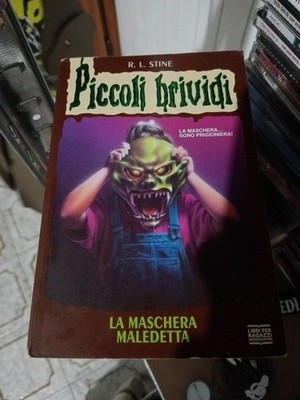 R. L. STINE
Piccoli brividi
LA MASCHERA...
SONO PRIGIONIERA!
LA MASCHERA
MALEDETTA
LIBRI PER
RAGAZZI